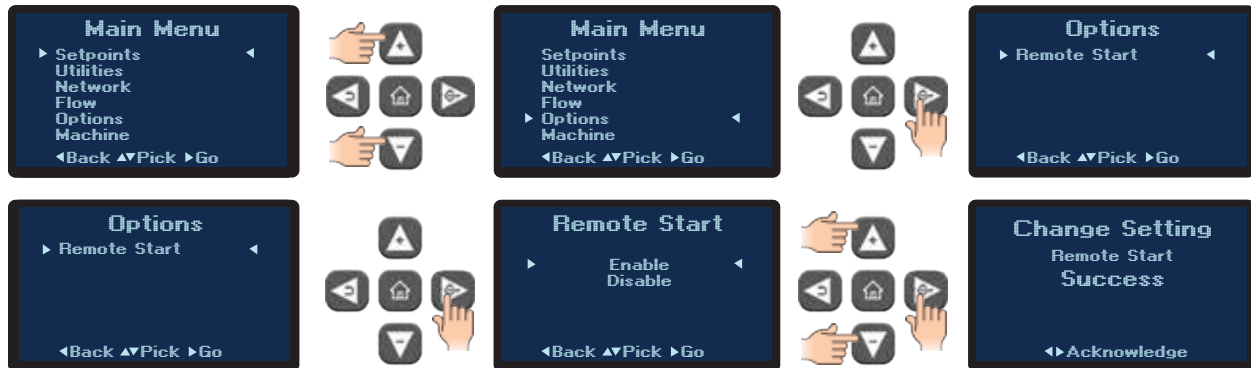 Main Menu
▶ Setpoints ◀
Utilities
Network
Flow
Options
Machine
◀Back ▲▼Pick ▶Go
Main Menu
Setpoints
Utilities
Network
Flow
▶ Options ◀
Machine
◀Back ▲▼Pick ▶Go
Options
▶ Remote Start ◀
◀Back ▲▼Pick ▶Go
Options
▶ Remote Start ◀
◀Back ▲▼Pick ▶Go
Remote Start
▶ Enable ◀
Disable
◀Back ▲▼Pick ▶Go
Change Setting
Remote Start
Success
◀▶Acknowledge